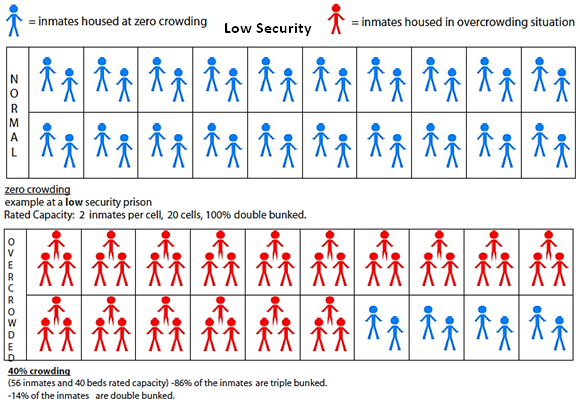 = inmates housed at zero crowding
Low Security
= inmates housed in overcrowding situation
NORMAL
zero crowding
example at a low security prison
Rated Capacity: 2 inmates per cell, 20 cells, 100% double bunked.
OVERCROWDED
40% crowding
(56 inmates and 40 beds rated capacity) -86% of the inmates are triple bunked.
-14% of the inmates are double bunked.